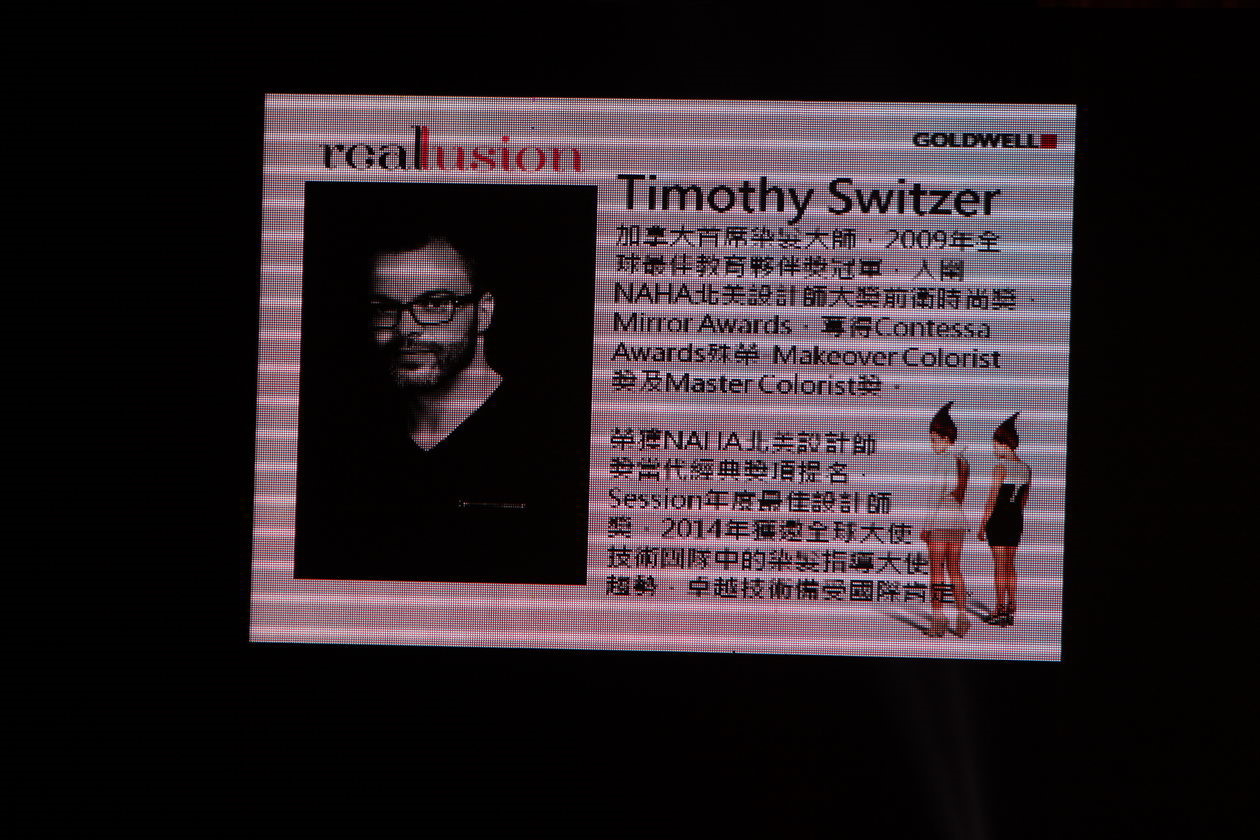 reallusion
GOLDWELL
Timothy Switzer
加拿大首席染髮大師，2009年全
球最佳教育夥伴獎冠軍，入圍
NAHA北美設計師大獎前衛時尚獎，
Mirror Awards，奪得Contessa
Awards殊榮 Makeover Colorist
獎及Master Colorist獎。
榮獲NAHA北美設計師
獎當代經典獎項提名，
Session年度最佳設計師
獎，2014年獲邀全球大使
技術團隊中的染髮指導大使
趨勢，卓越技術備受國際肯定。